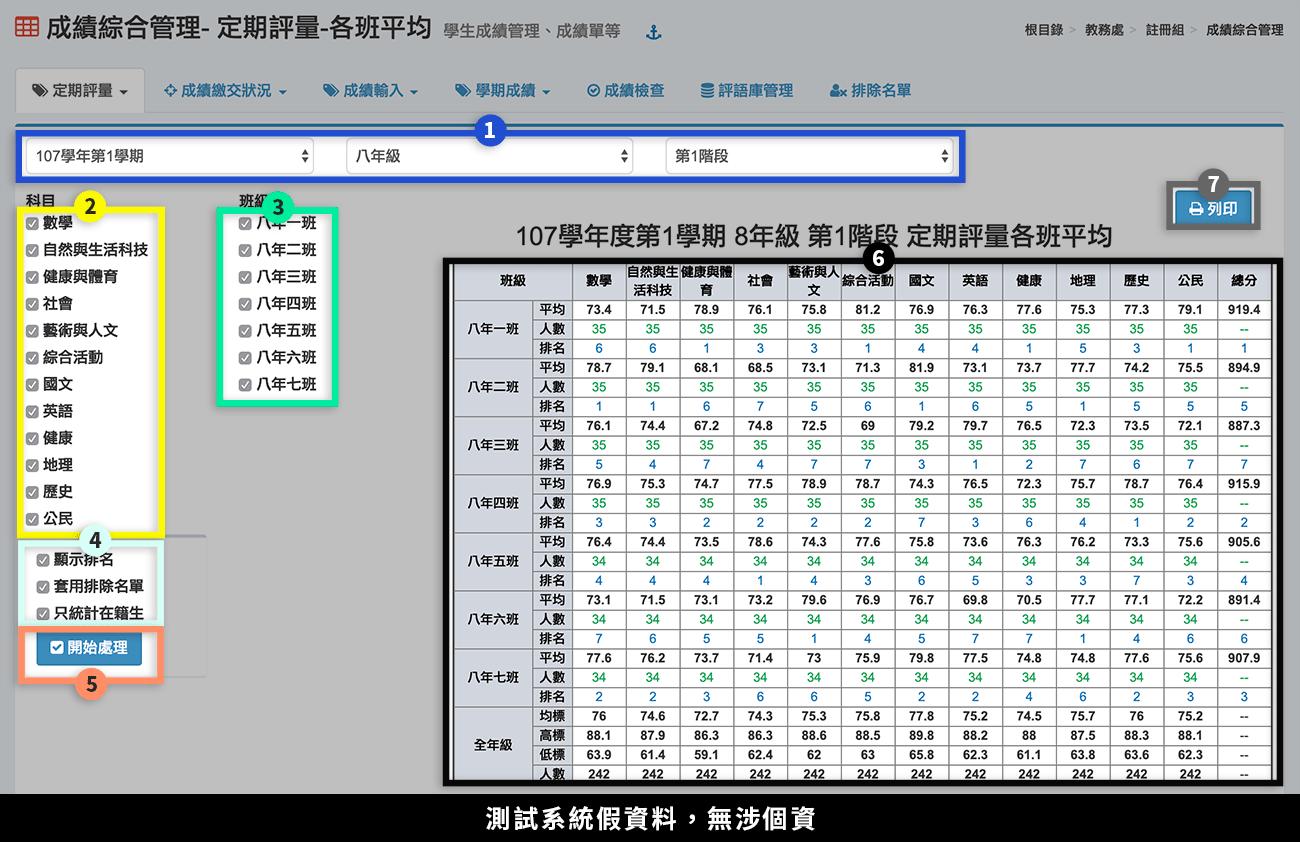 成績綜合管理- 定期評量-各班平均 學生成績管理、成績單等
根目錄 > 教務處 > 註冊組 > 成績綜合管理
定期評量 成績繳交狀況 成績輸入 學期成績 成績檢查 評語庫管理 排除名單
1
107學年第1學期 八年級 第1階段
科目
2
數學
自然與生活科技
健康與體育
社會
藝術與人文
綜合活動
國文
英語
健康
地理
歷史
公民
班級
3
八年一班
八年二班
八年三班
八年四班
八年五班
八年六班
八年七班
4
顯示排名
套用排除名單
只統計在籍生
開始處理
5
7
列印
107學年度第1學期 8年級 第1階段 定期評量各班平均
6
班級 數學 自然與生活科技 健康與體育 社會 藝術與人文 綜合活動 國文 英語 健康 地理 歷史 公民 總分
八年一班 平均 73.4 71.5 78.9 76.1 75.8 81.2 76.9 76.3 77.6 75.3 77.3 79.1 919.4
人數 35 35 35 35 35 35 35 35 35 35 35 35 --
排名 6 6 1 3 3 1 4 4 1 5 3 1 1
八年二班 平均 78.7 79.1 68.1 68.5 73.1 71.3 81.9 73.1 73.7 77.7 74.2 75.5 894.9
人數 35 35 35 35 35 35 35 35 35 35 35 35 --
排名 1 1 6 7 5 6 1 6 5 1 5 5 5
八年三班 平均 76.1 74.4 67.2 74.8 72.5 69 79.2 79.7 76.5 72.3 73.5 72.1 887.3
人數 35 35 35 35 35 35 35 35 35 35 35 35 --
排名 5 4 7 4 7 7 3 1 2 7 6 7 7
八年四班 平均 76.9 75.3 74.7 77.5 78.9 78.7 74.3 76.5 72.3 75.7 78.7 76.4 915.9
人數 35 35 35 35 35 35 35 35 35 35 35 35 --
排名 3 3 2 2 2 2 7 3 6 4 1 2 2
八年五班 平均 76.4 74.4 73.5 78.6 74.3 77.6 75.8 73.6 76.3 76.2 73.3 75.6 905.6
人數 34 34 34 34 34 34 34 34 34 34 34 34 --
排名 4 4 4 1 4 3 6 5 3 3 7 3 4
八年六班 平均 73.1 71.5 73.1 73.2 79.6 76.9 76.7 69.8 70.5 77.7 77.1 72.2 891.4
人數 34 34 34 34 34 34 34 34 34 34 34 34 --
排名 7 6 5 5 1 4 5 7 7 1 4 6 6
八年七班 平均 77.6 76.2 73.7 71.4 73 75.9 79.8 77.5 74.8 74.8 77.6 75.6 907.9
人數 34 34 34 34 34 34 34 34 34 34 34 34 --
排名 2 2 3 6 6 5 2 2 4 6 2 3 3
全年級 均標 76 74.6 72.7 74.3 75.3 75.8 77.8 75.2 74.5 75.7 76 75.2 --
高標 88.1 87.9 86.3 86.3 88.6 88.5 89.8 88.2 88 87.5 88.3 88.1 --
低標 63.9 61.4 59.1 62.4 62 63 65.8 62.3 61.1 63.8 63.6 62.3 --
人數 242 242 242 242 242 242 242 242 242 242 242 242 --
測試系統假資料，無涉個資